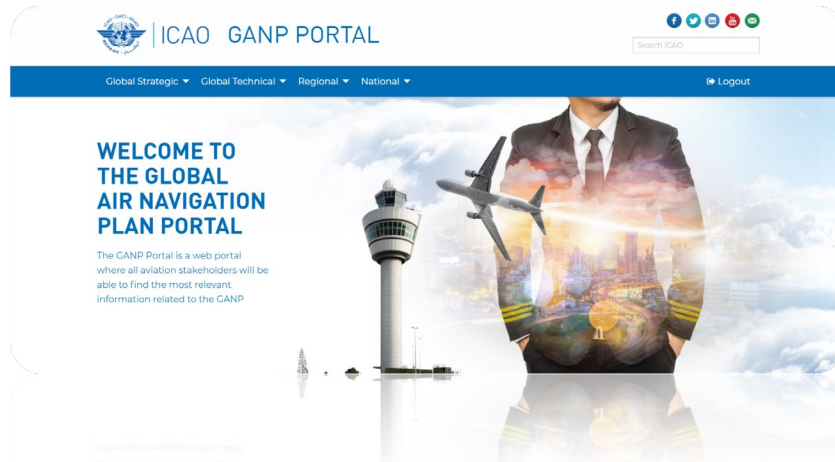 ICAO GANP PORTAL
Search ICAO
Global Strategic Global Technical Regional National Logout
WELCOME TO
THE GLOBAL
AIR NAVIGATION
PLAN PORTAL
The GANP Portal is a web portal
where all aviation stakeholders will be
able to find the most relevant
information related to the GANP